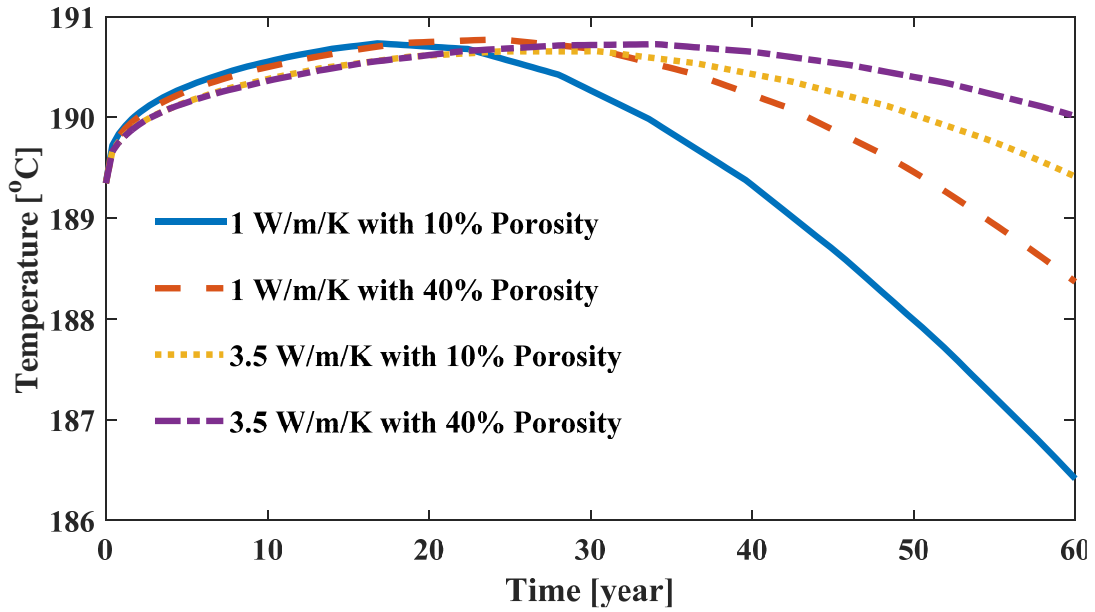 191
190
189
188
187
186
Temperature [°C]
1 W/m/K with 10% Porosity
1 W/m/K with 40% Porosity
3.5 W/m/K with 10% Porosity
3.5 W/m/K with 40% Porosity
0 10 20 30 40 50 60
Time [year]